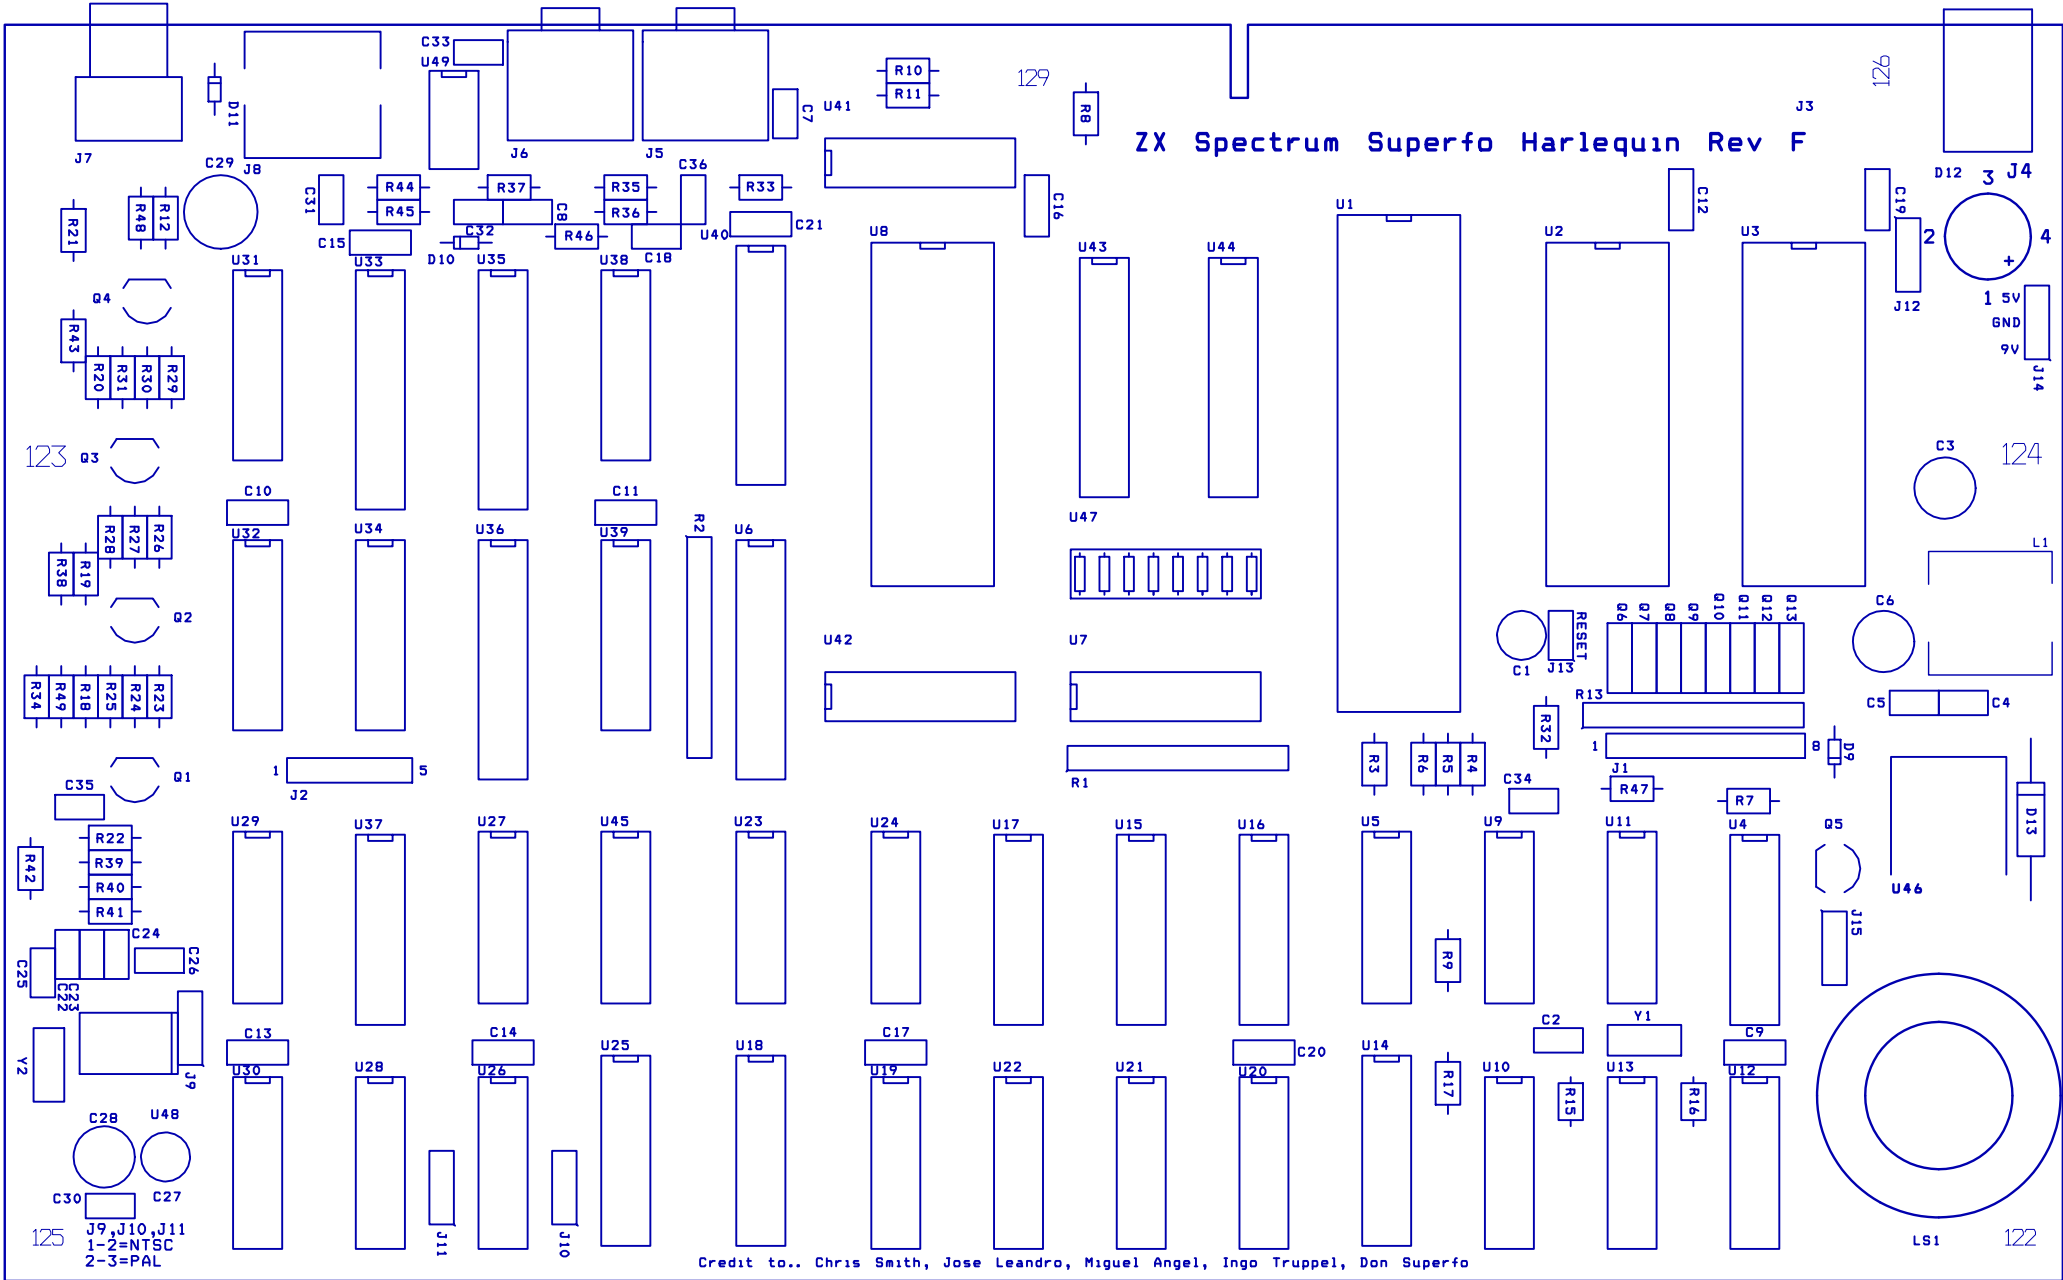 C33
U49
R10
R11
129
126
D11
C7
U41
R8
J3
ZX Spectrum Superfo Harlequin Rev F
J7
C29
J8
J6
J5
C36
D12
3
J4
R44
R37
R35
R33
C31
R45
C8
R36
C21
C16
U1
C12
C19
R21
R48
R12
C15
C32
R46
U40
U8
U2
U3
2
4
+
U31
U33
D10
U35
U38
C18
U43
U44
Q4
1
5V
J12
GND
R43
9V
R20
R31
R30
R29
J14
123
Q3
C3
124
C10
C11
R2
U47
U32
U34
U36
U39
U6
L1
R28
R27
R26
R38
R19
Q2
U42
U7
C1
J13
RESET
Q6
Q7
Q8
Q9
Q10
Q11
Q12
Q13
C6
R34
R49
R18
R25
R24
R23
R13
C5
C4
R32
1
8
D9
Q1
1
5
J2
R1
R3
R6
R5
R4
J1
C35
C34
R47
R7
U29
U37
U27
U45
U23
U24
U17
U15
U16
U5
U9
U11
U4
Q5
D13
R22
R42
R39
R40
R41
U46
C24
J15
C25
C26
C22
C23
R9
C13
C14
C17
C20
C2
Y1
C9
Y2
J9
U30
U28
U26
U25
U18
U19
U22
U21
U20
U14
U10
U13
U12
R17
R15
R16
C28
U48
C30
C27
125
J9,J10,J11
1-2=NTSC
2-3=PAL
J11
J10
LS1
122
Credit to.. Chris Smith, Jose Leandro, Miguel Angel, Ingo Truppel, Don Superfo